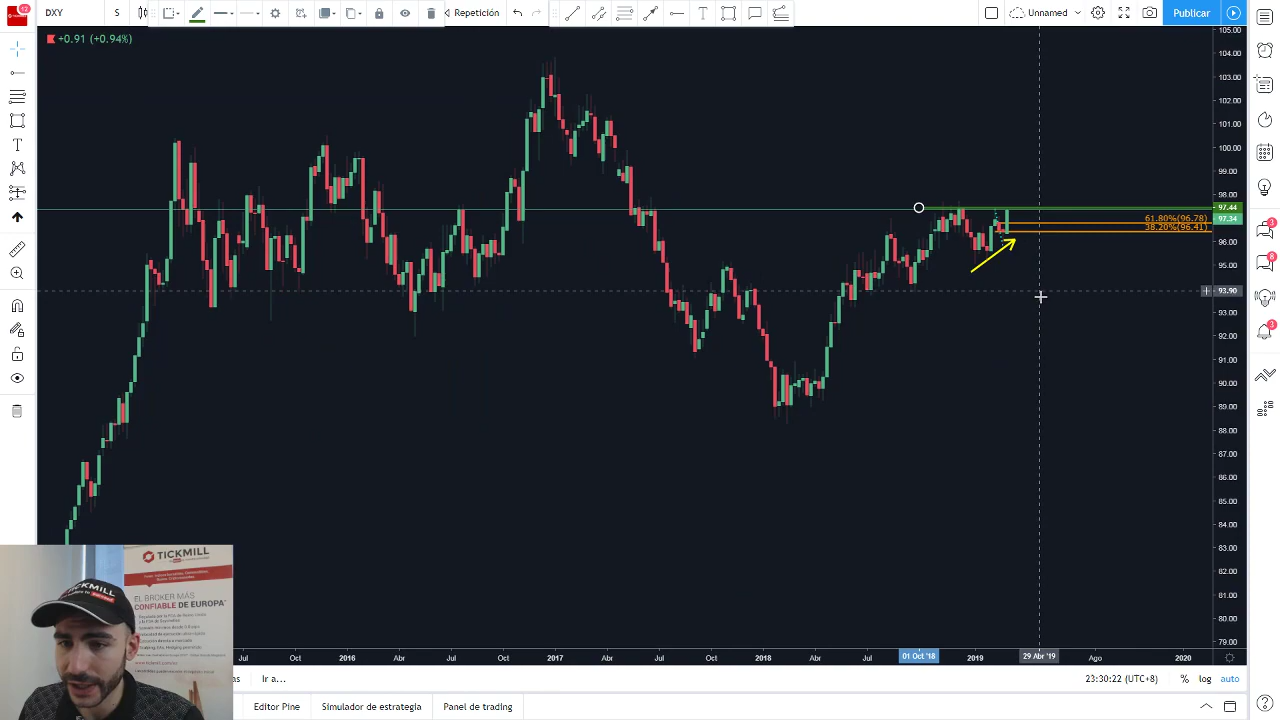 12
DXY
S
Repetición
Unnamed
Publicar
+0.91 (+0.94%)
105.00
104.00
103.00
102.00
101.00
100.00
99.00
98.00
97.44
97.34
96.00
95.00
93.90
93.00
92.00
91.00
90.00
89.00
88.00
87.00
86.00
85.00
84.00
83.00
82.00
81.00
80.00
79.00
61.80%(96.78)
38.20%(96.41)
3
8
3
TICKMILL
EL BROKER MÁS
CONFIABLE DE EUROPA*
TICKMILL
Jul
Oct
2016
Abr
Jul
Oct
2017
Abr
Jul
Oct
2018
Abr
Jul
01 Oct '18
2019
29 Abr '19
Ago
2020
as
Ir a...
23:30:22 (UTC+8)
%
log
auto
Editor Pine
Simulador de estrategia
Panel de trading